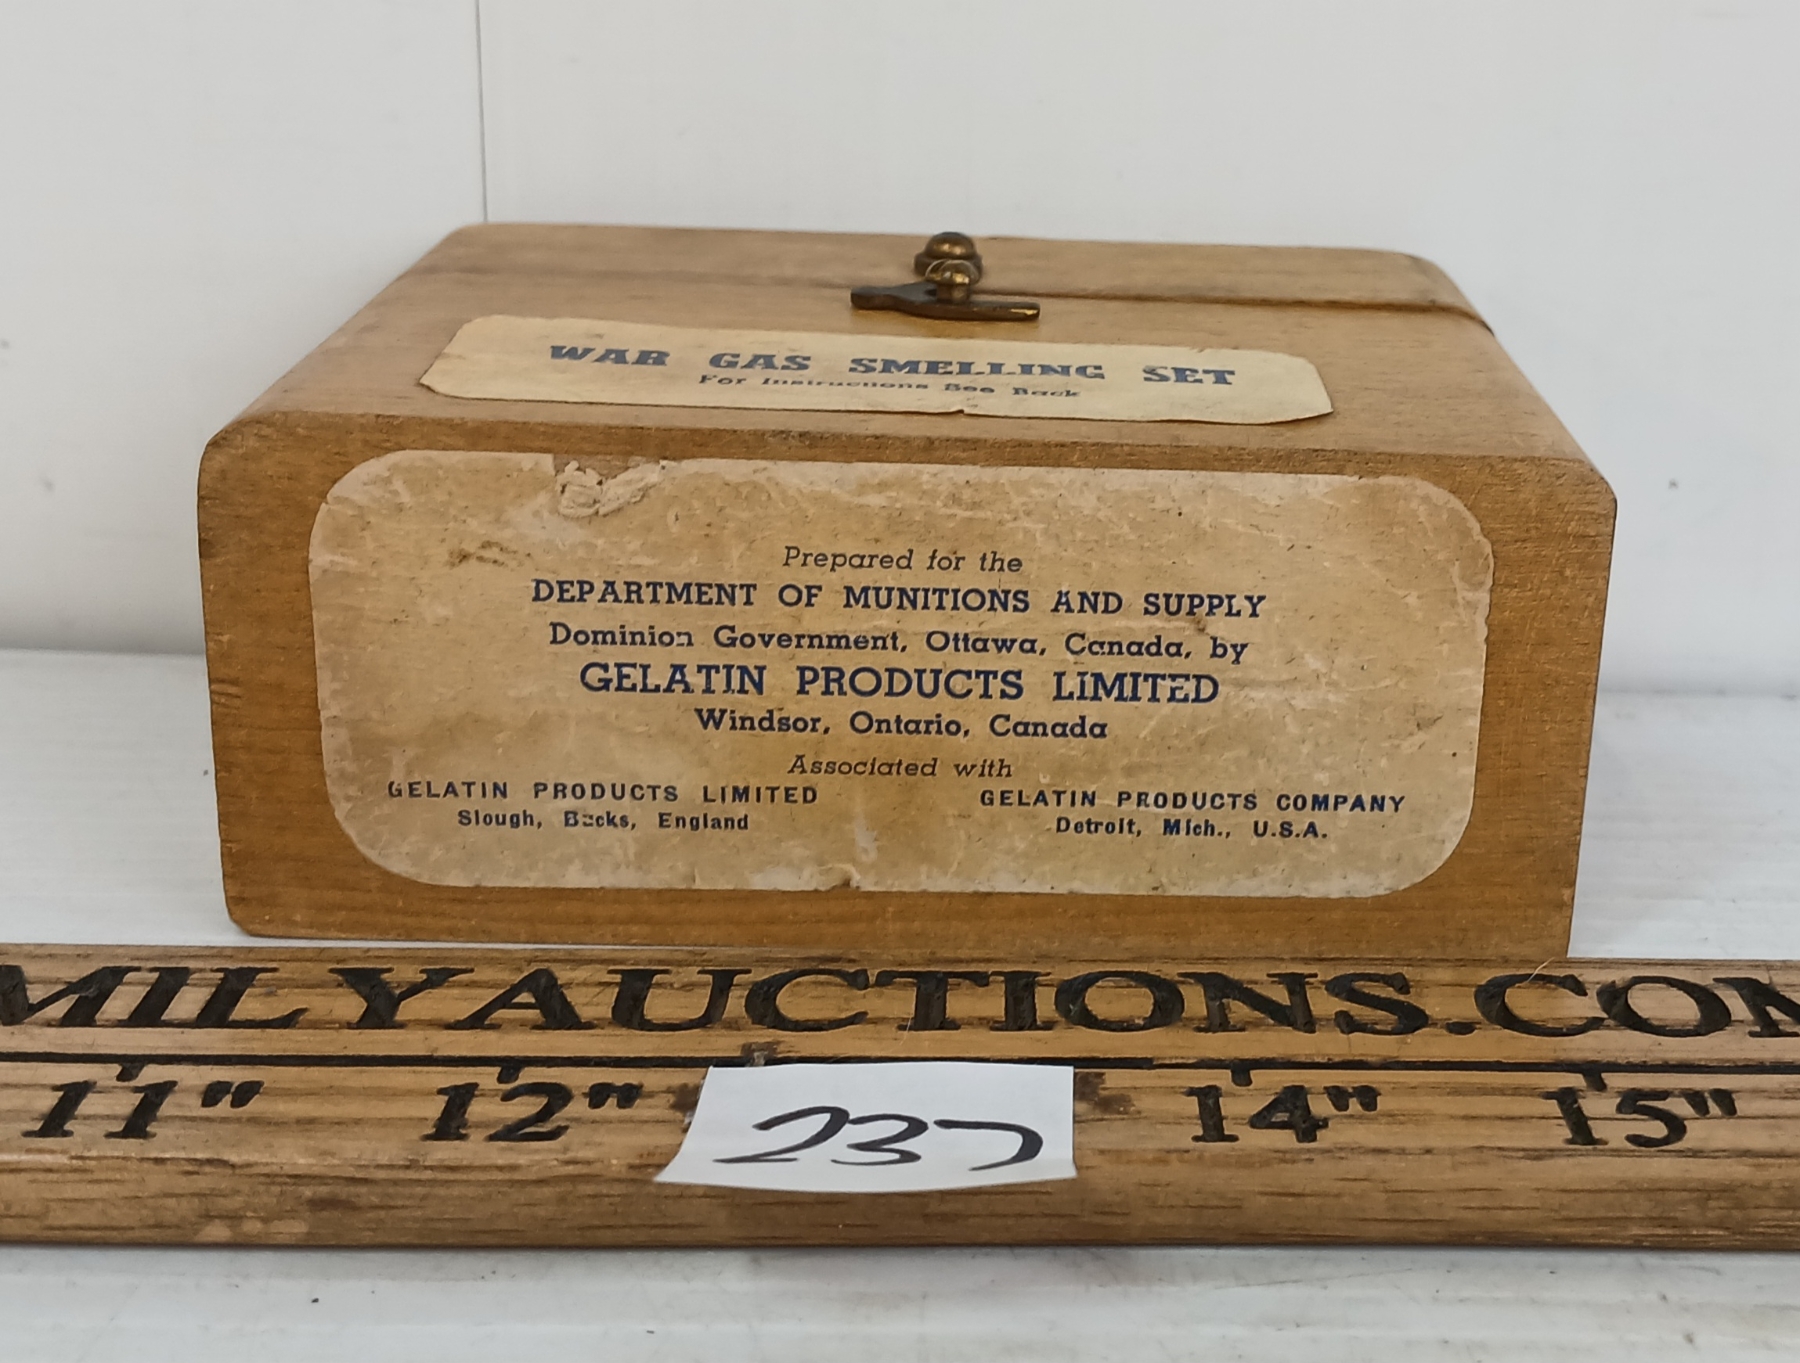 WAR GAS SMELLING SET
For Instructions See Back
Prepared for the
DEPARTMENT OF MUNITIONS AND SUPPLY
Dominion Government, Ottawa, Canada, by
GELATIN PRODUCTS LIMITED
Windsor, Ontario, Canada
Associated with
GELATIN PRODUCTS LIMITED
Slough, Bucks, England
GELATIN PRODUCTS COMPANY
Detroit, Mich., U.S.A.
MILYAUCTIONS.COM
11" 12" 14" 15"
237